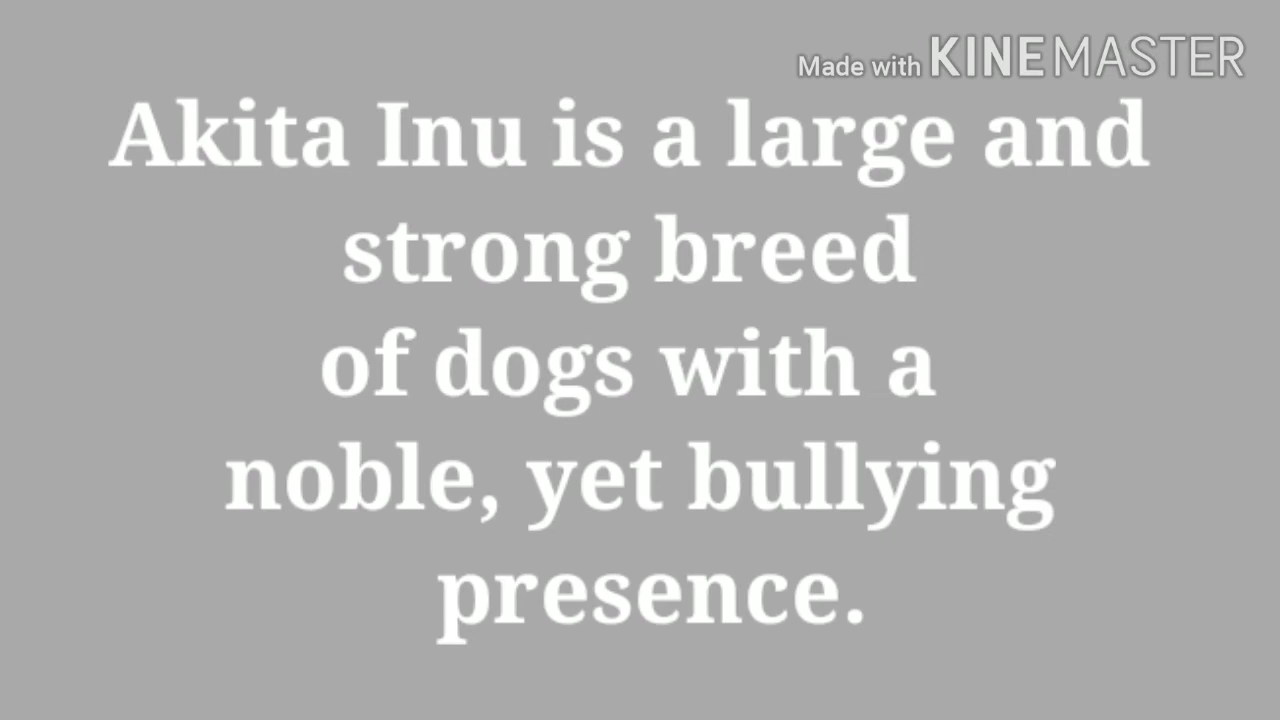 Made with KINEMASTER
Akita Inu is a large and
strong breed
of dogs with a
noble, yet bullying
presence.